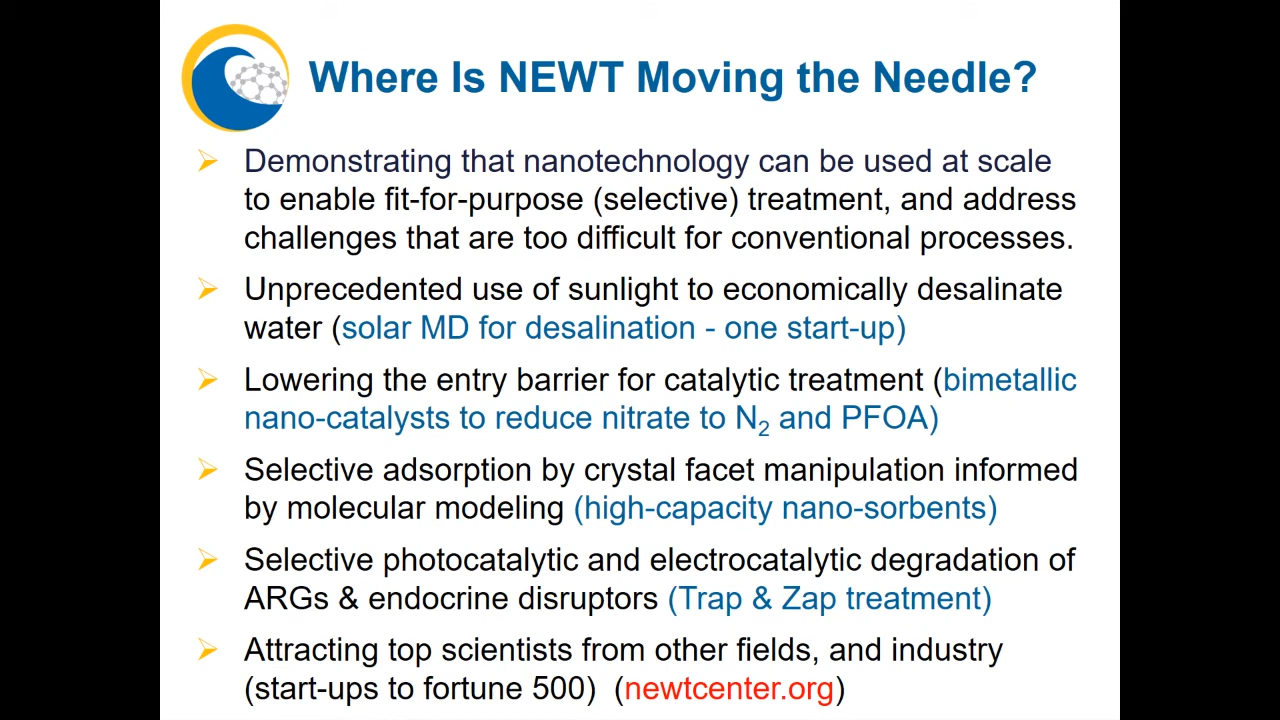 Where Is NEWT Moving the Needle?
Demonstrating that nanotechnology can be used at scale
to enable fit-for-purpose (selective) treatment, and address
challenges that are too difficult for conventional processes.
Unprecedented use of sunlight to economically desalinate
water (solar MD for desalination - one start-up)
Lowering the entry barrier for catalytic treatment (bimetallic
nano-catalysts to reduce nitrate to N₂ and PFOA)
Selective adsorption by crystal facet manipulation informed
by molecular modeling (high-capacity nano-sorbents)
Selective photocatalytic and electrocatalytic degradation of
ARGs & endocrine disruptors (Trap & Zap treatment)
Attracting top scientists from other fields, and industry
(start-ups to fortune 500) (newtcenter.org)